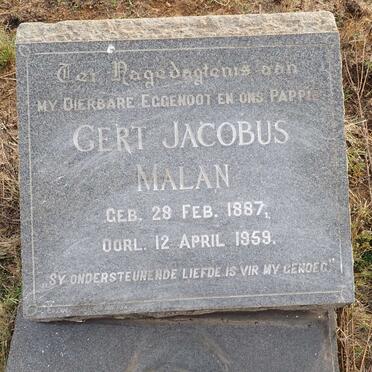 Ter Nagedagtenis aan
MY DIERBARE EGGENOOT EN ONS PAPPIE
GERT JACOBUS
MALAN
GEB. 29 FEB. 1887,
OORL. 12 APRIL 1959.
„SY ONDERSTEUNENDE LIEFDE IS VIR MY GENOEG."